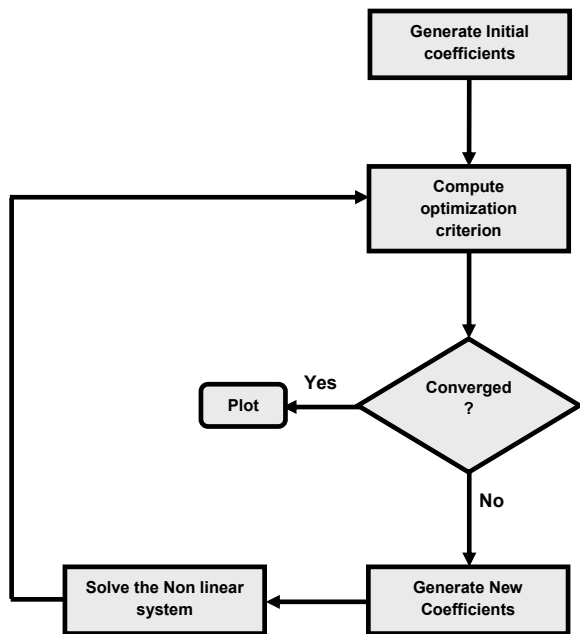 Generate Initial
coefficients
Compute
optimization
criterion
Yes
Plot
Converged
?
No
Solve the Non linear
system
Generate New
Coefficients